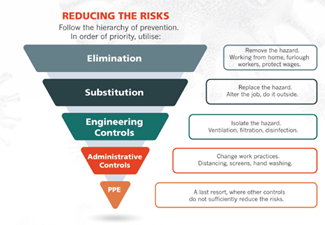 REDUCING THE RISKS
Follow the hierarchy of prevention.
In order of priority, utilise:
Elimination
Remove the hazard.
Working from home, furlough
workers, protect wages.
Substitution
Replace the hazard.
Alter the job, do it outside.
Engineering
Controls
Isolate the hazard.
Ventilation, filtration, disinfection.
Administrative
Controls
Change work practices.
Distancing, screens, hand washing.
PPE
A last resort, where other controls
do not sufficiently reduce the risks.